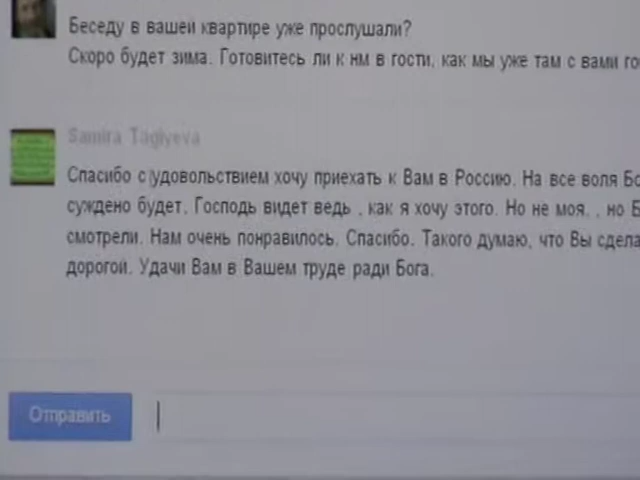 Беседу в вашей квартире уже прослушали?
Скоро будет зима. Готовитесь ли к нм в гости, как мы уже там с вами го
Samira Tagiyeva
Спасибо с удовольствием хочу приехать к Вам в Россию. На все воля Бо
суждено будет, Господь видет ведь , как я хочу этого. Но не моя. , но Б
смотрели. Нам очень понравилось. Спасибо. Такого думаю, что Вы сдела
дорогой. Удачи Вам в Вашем труде ради Бога.
Отправить